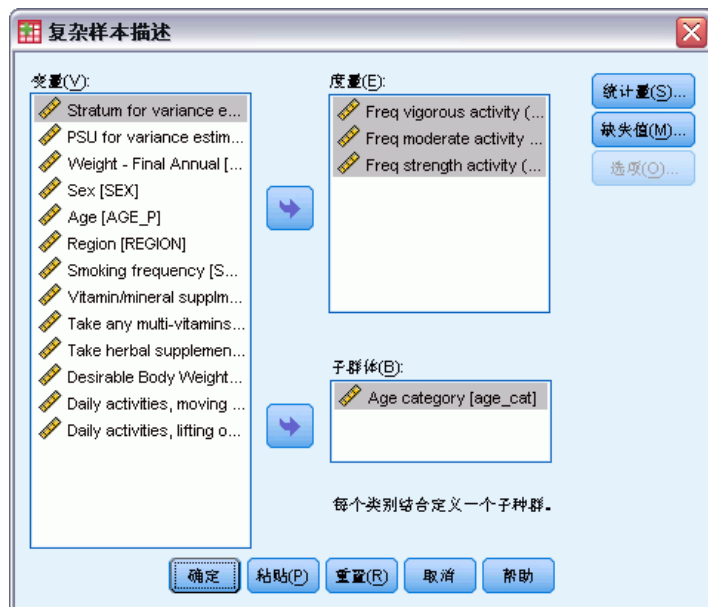 复杂样本描述
变量(V):
Stratum for variance e...
PSU for variance estim...
Weight - Final Annual [...
Sex [SEX]
Age [AGE_P]
Region [REGION]
Smoking frequency [S...
Vitamin/mineral supplm...
Take any multi-vitamins...
Take herbal supplemen...
Desirable Body Weight...
Daily activities, moving ...
Daily activities, lifting o...
度量(E):
Freq vigorous activity (...
Freq moderate activity ...
Freq strength activity (...
子群体(B):
Age category [age_cat]
每个类别结合定义一个子种群。
统计量(S)...
缺失值(M)...
选项(O)...
确定
粘贴(P)
重置(R)
取消
帮助